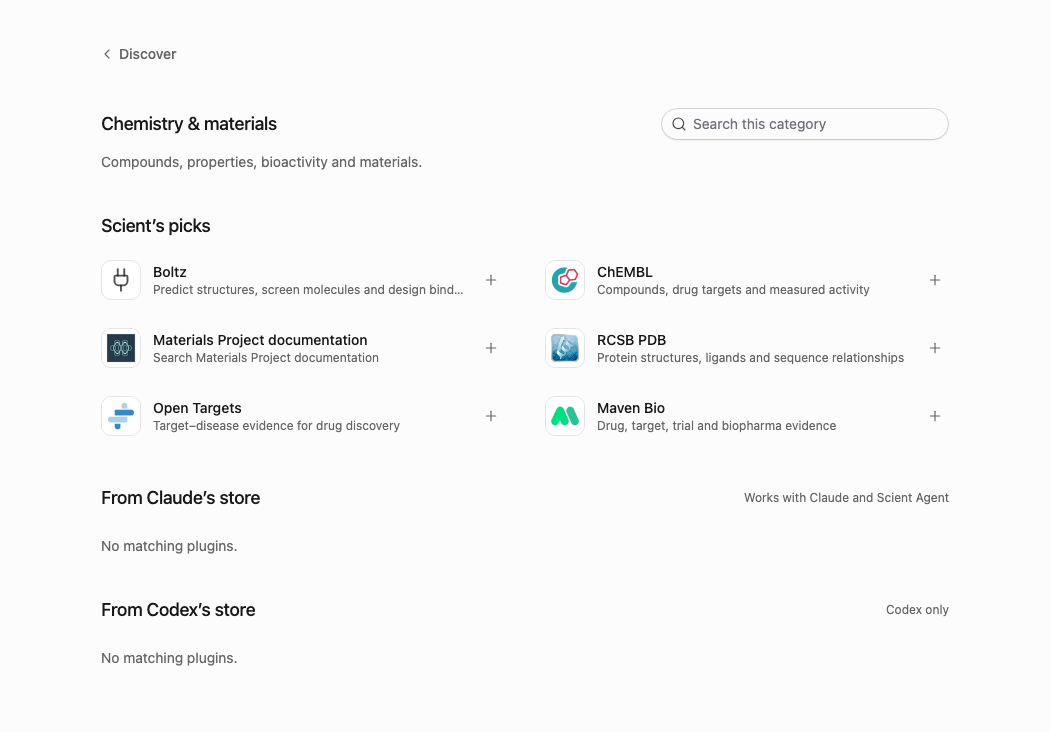 Discover
Chemistry & materials
Search this category
Compounds, properties, bioactivity and materials.
Scient's picks
Boltz
Predict structures, screen molecules and design bind...
ChEMBL
Compounds, drug targets and measured activity
Materials Project documentation
Search Materials Project documentation
RCSB PDB
Protein structures, ligands and sequence relationships
Open Targets
Target–disease evidence for drug discovery
Maven Bio
Drug, target, trial and biopharma evidence
From Claude's store
Works with Claude and Scient Agent
No matching plugins.
From Codex's store
Codex only
No matching plugins.